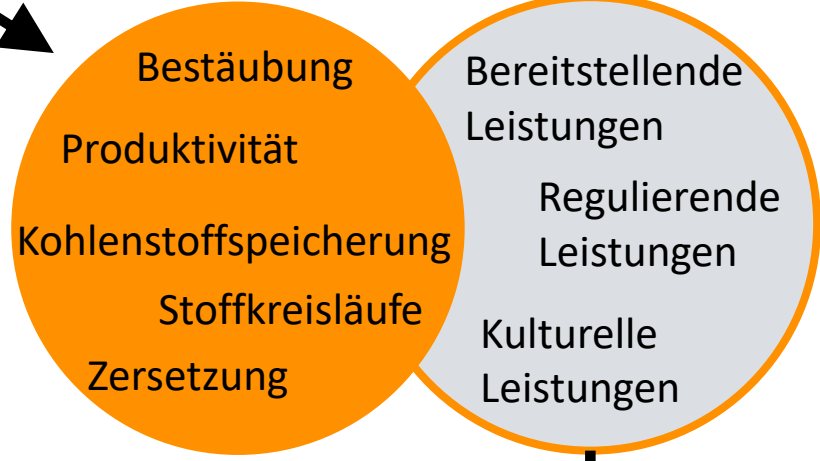 Bestäubung
Produktivität
Kohlenstoffspeicherung
Stoffkreisläufe
Zersetzung
Bereitstellende
Leistungen
Regulierende
Leistungen
Kulturelle
Leistungen